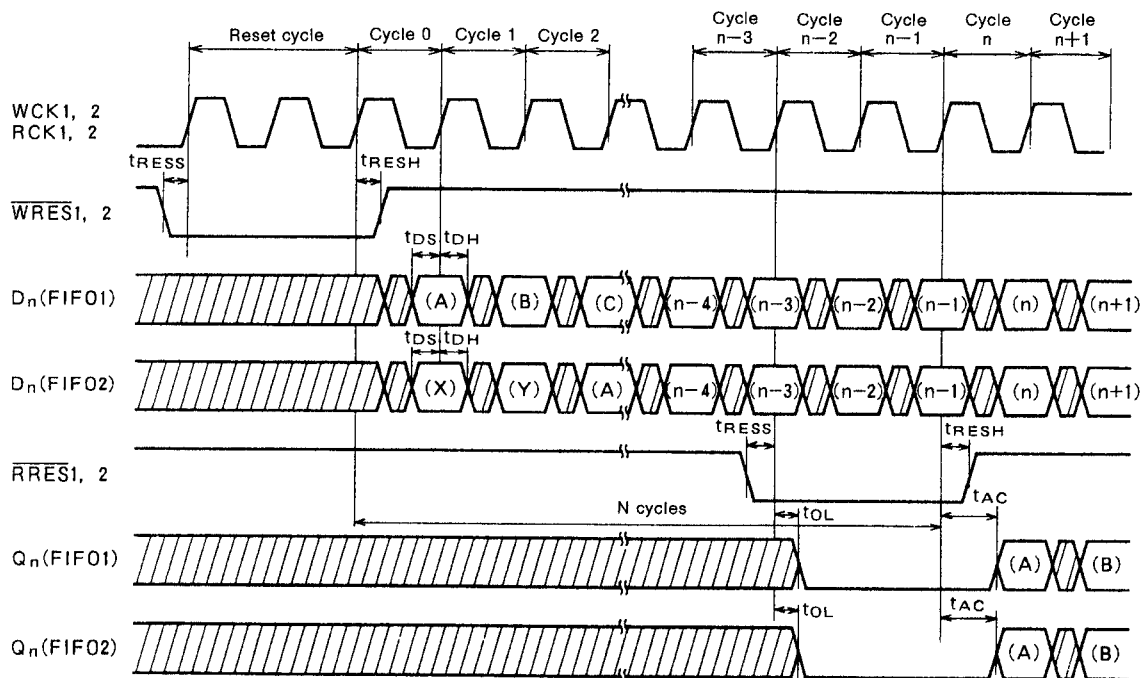 Reset cycle Cycle 0 Cycle 1 Cycle 2 Cycle n−3 Cycle n−2 Cycle n−1 Cycle n Cycle n+1
WCK1, 2
RCK1, 2
tRESS tRESH
WRES1, 2
tDS tDH
Dn(FIFO1) (A) (B) (C) (n−4) (n−3) (n−2) (n−1) (n) (n+1)
tDS tDH
Dn(FIFO2) (X) (Y) (A) (n−4) (n−3) (n−2) (n−1) (n) (n+1)
tRESS tRESH
RRES1, 2
N cycles tOL tAC
Qn(FIFO1) (A) (B)
tOL tAC
Qn(FIFO2) (A) (B)